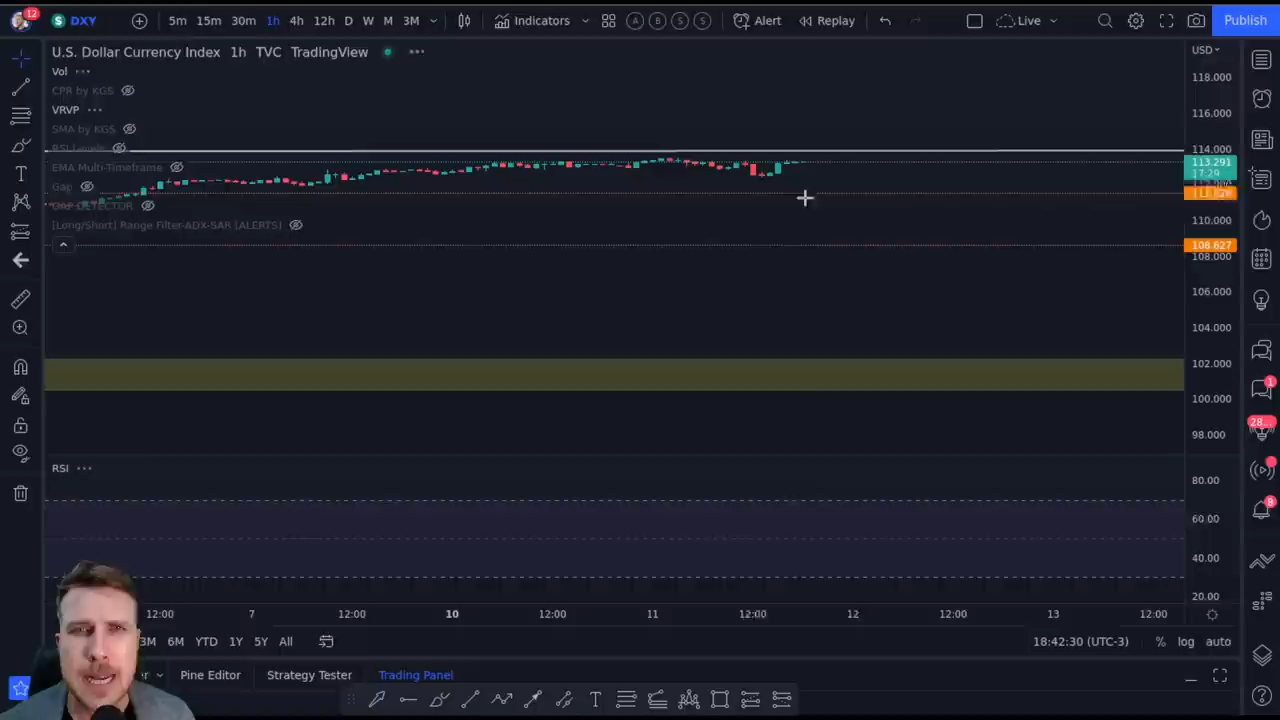 12 S DXY 5m 15m 30m 1h 4h 12h D W M 3M Indicators A B S S Alert Replay Live Publish
U.S. Dollar Currency Index 1h TVC TradingView
USD
Vol
CPR by KGS
VRVP
SMA by KGS
RSI Levels
EMA Multi-Timeframe
Gap
[Long/Short] Range Filter-ADX-SAR (ALERTS)
118.000
116.000
114.000
113.291
17:29
110.000
108.627
108.000
106.000
104.000
102.000
100.000
98.000
RSI
80.00
60.00
40.00
20.00
1
28...
8
12:00 7 12:00 10 12:00 11 12:00 12 12:00 13 12:00
3M 6M YTD 1Y 5Y All
18:42:30 (UTC-3) % log auto
Pine Editor Strategy Tester Trading Panel
T